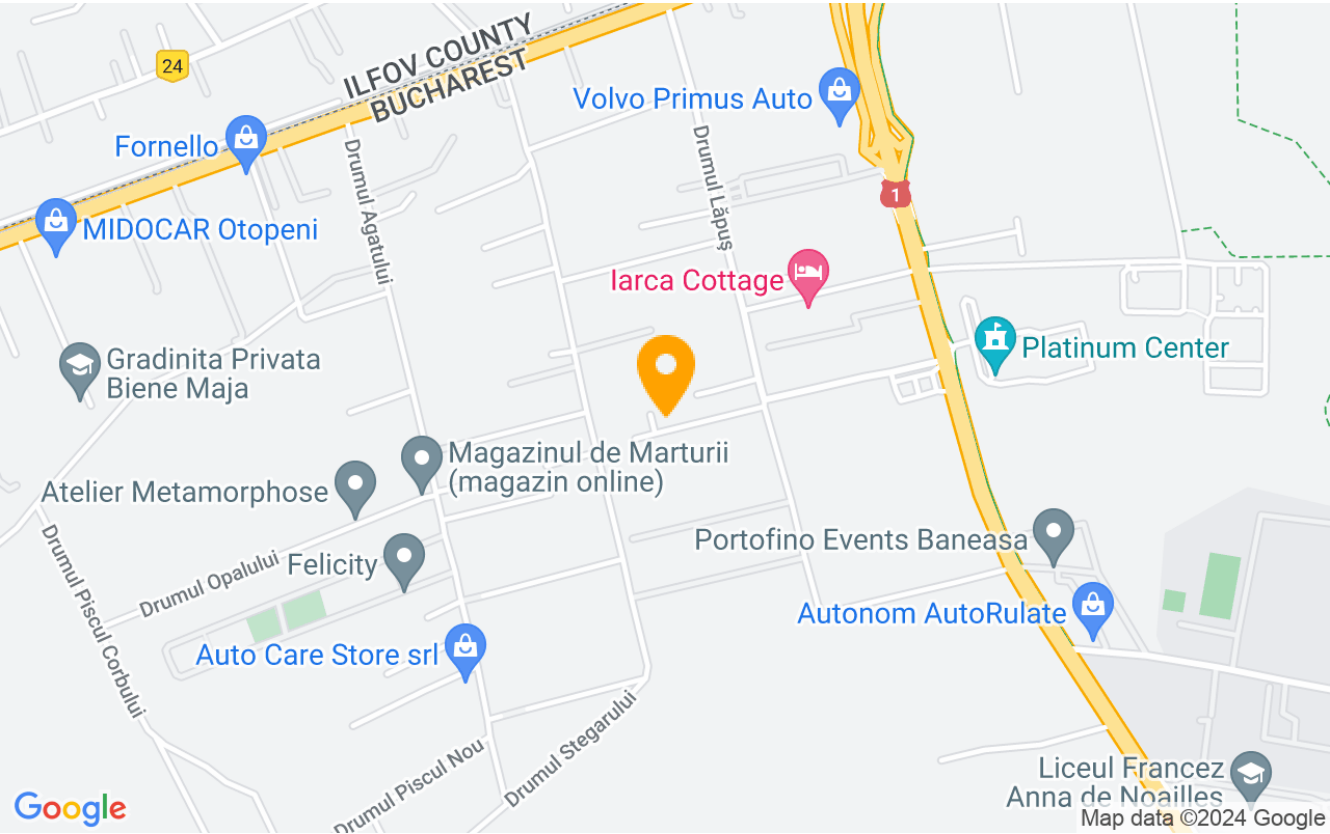 ILFOV COUNTY
BUCHAREST
24
Volvo Primus Auto
Fornello
Drumul Agatului
Drumul Lăpuş
1
MIDOCAR Otopeni
Iarca Cottage
Platinum Center
Gradinita Privata
Biene Maja
Magazinul de Marturii
(magazin online)
Atelier Metamorphose
Portofino Events Baneasa
Felicity
Drumul Opalului
Drumul Piscul Corbului
Autonom AutoRulate
Auto Care Store srl
Drumul Stegarului
Drumul Piscul Nou
Liceul Francez
Anna de Noailles
Google
Map data ©2024 Google